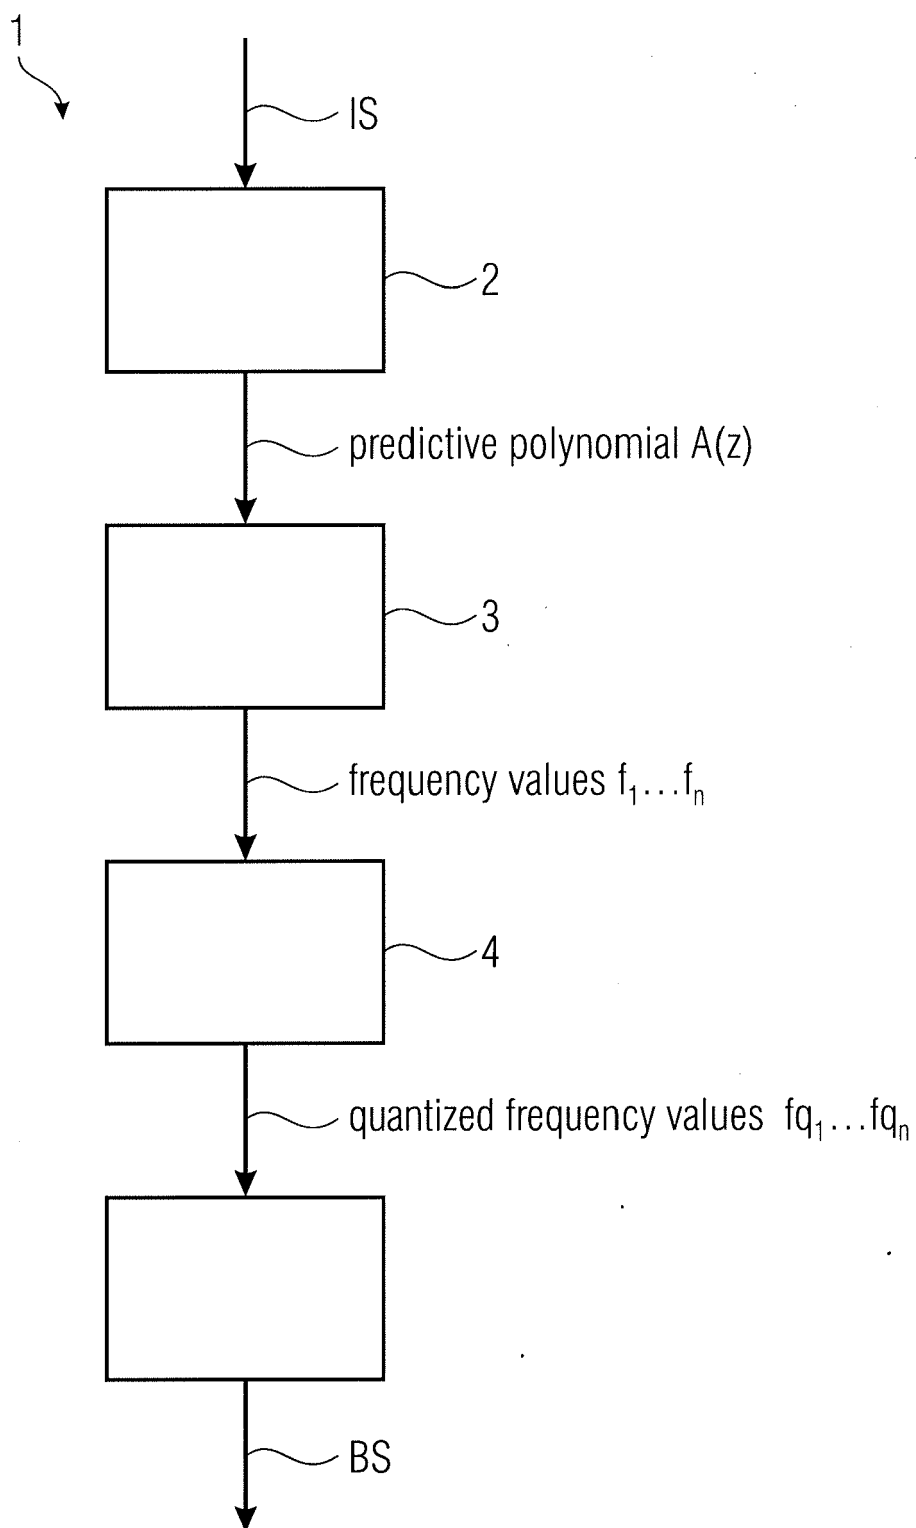 1
IS
2
predictive polynomial A(z)
3
frequency values f₁...fₙ
4
quantized frequency values fq₁...fqₙ
BS